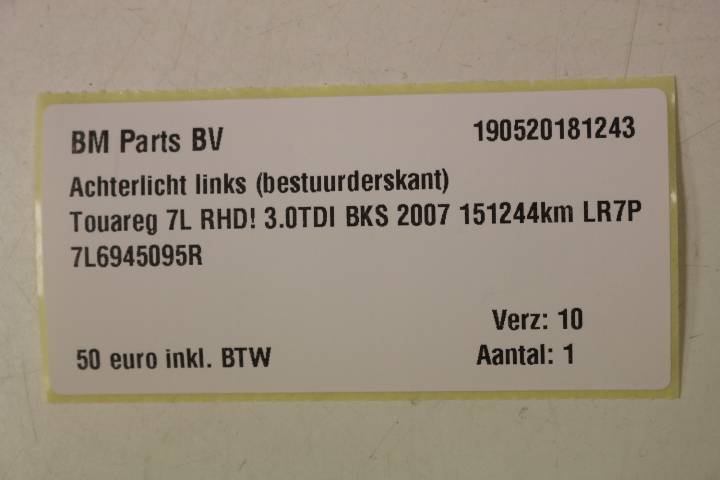 BM Parts BV 190520181243
Achterlicht links (bestuurderskant)
Touareg 7L RHD! 3.0TDI BKS 2007 151244km LR7P
7L6945095R
Verz: 10
50 euro inkl. BTW Aantal: 1